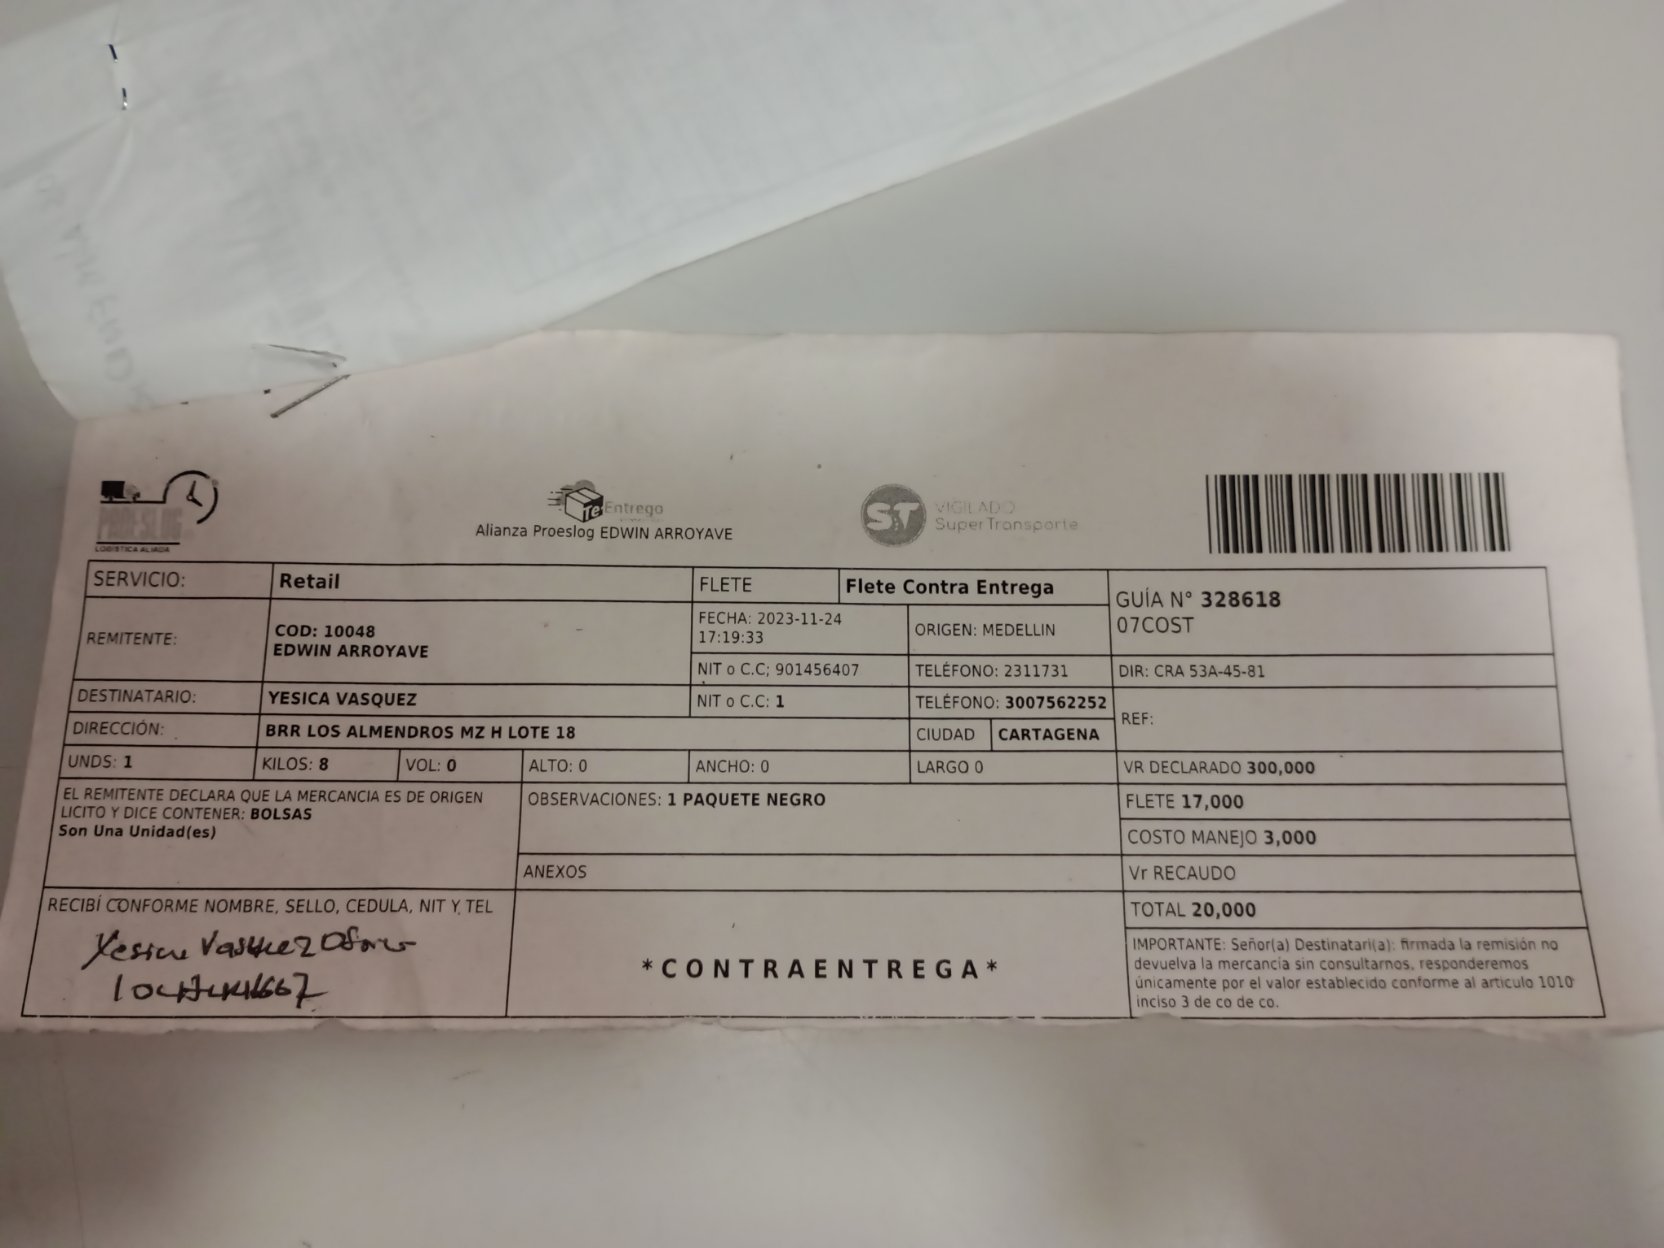 PROESLOG
LOGISTICA ALIADA
Te Entrego
Alianza Proeslog EDWIN ARROYAVE
ST VIGILADO
SuperTransporte
SERVICIO: Retail FLETE Flete Contra Entrega
GUÍA N° 328618
07COST
REMITENTE: COD: 10048
EDWIN ARROYAVE
FECHA: 2023-11-24
17:19:33
ORIGEN: MEDELLIN
NIT o C.C; 901456407 TELÉFONO: 2311731 DIR: CRA 53A-45-81
DESTINATARIO: YESICA VASQUEZ NIT o C.C: 1 TELÉFONO: 3007562252
REF:
DIRECCIÓN: BRR LOS ALMENDROS MZ H LOTE 18 CIUDAD CARTAGENA
UNDS: 1 KILOS: 8 VOL: 0 ALTO: 0 ANCHO: 0 LARGO 0 VR DECLARADO 300,000
EL REMITENTE DECLARA QUE LA MERCANCIA ES DE ORIGEN
LICITO Y DICE CONTENER: BOLSAS
Son Una Unidad(es)
OBSERVACIONES: 1 PAQUETE NEGRO
FLETE 17,000
COSTO MANEJO 3,000
ANEXOS
Vr RECAUDO
TOTAL 20,000
RECIBÍ CONFORME NOMBRE, SELLO, CEDULA, NIT Y TEL
Yesica Vasquez
*CONTRAENTREGA*
IMPORTANTE: Señor(a) Destinatari(a): firmada la remisión no
devuelva la mercancía sin consultarnos, responderemos
únicamente por el valor establecido conforme al articulo 1010
inciso 3 de co de co.